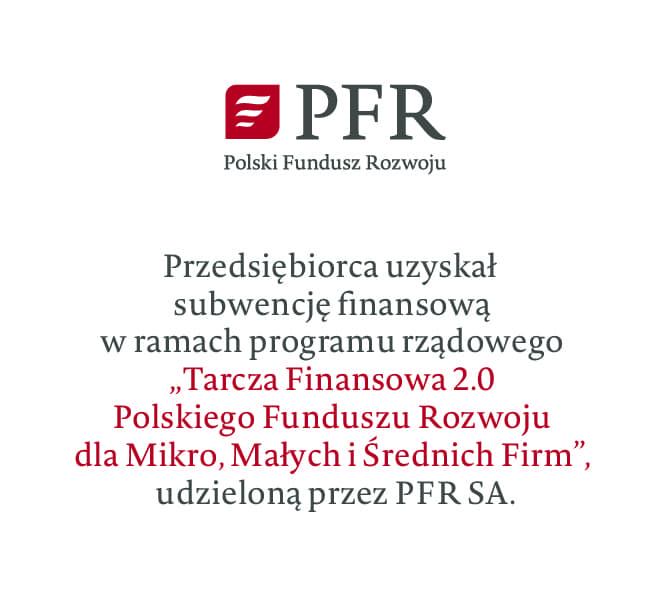 PFR
Polski Fundusz Rozwoju
Przedsiębiorca uzyskał
subwencję finansową
w ramach programu rządowego
„Tarcza Finansowa 2.0
Polskiego Funduszu Rozwoju
dla Mikro, Małych i Średnich Firm”,
udzieloną przez PFR SA.